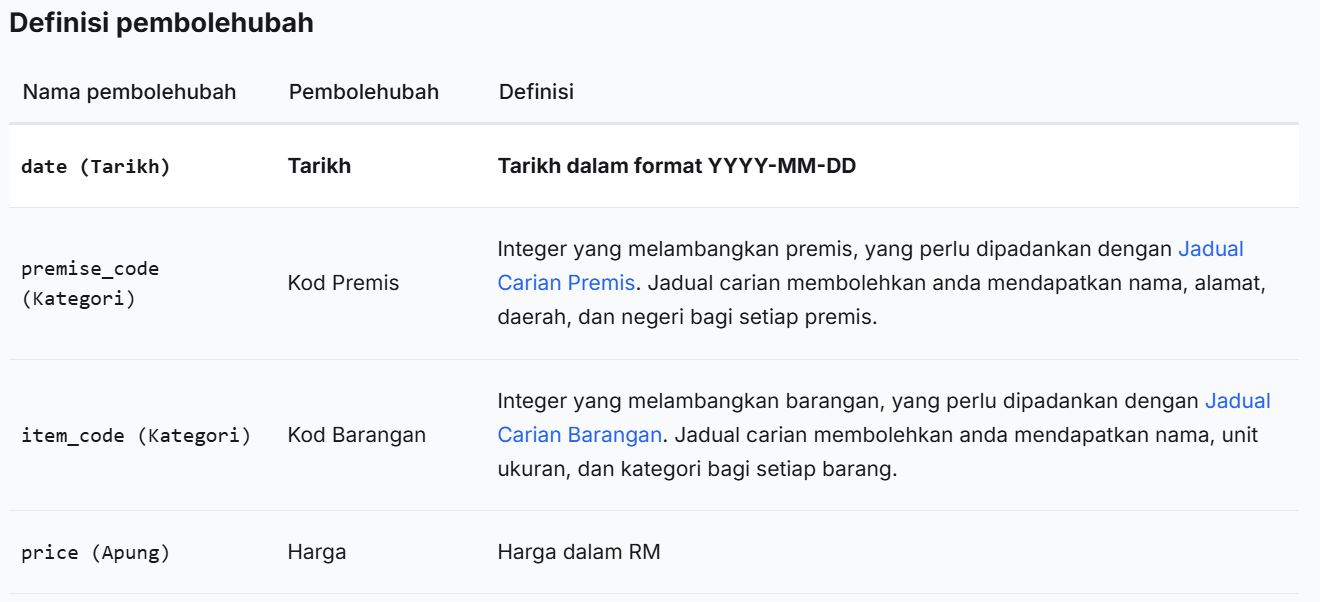 Definisi pembolehubah
Nama pembolehubah Pembolehubah Definisi
date (Tarikh) Tarikh Tarikh dalam format YYYY-MM-DD
premise_code (Kategori) Kod Premis Integer yang melambangkan premis, yang perlu dipadankan dengan Jadual
Carian Premis. Jadual carian membolehkan anda mendapatkan nama, alamat,
daerah, dan negeri bagi setiap premis.
item_code (Kategori) Kod Barangan Integer yang melambangkan barangan, yang perlu dipadankan dengan Jadual
Carian Barangan. Jadual carian membolehkan anda mendapatkan nama, unit
ukuran, dan kategori bagi setiap barang.
price (Apung) Harga Harga dalam RM